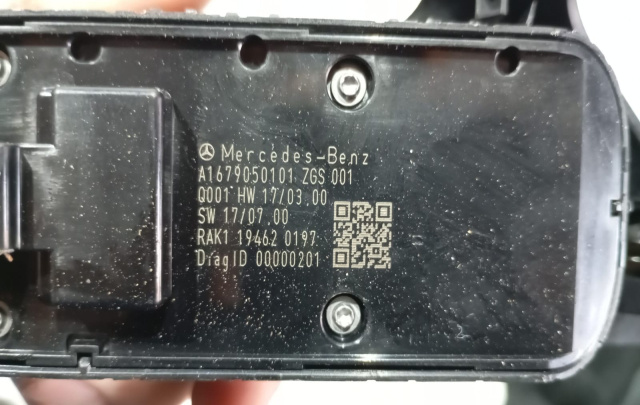 Mercedes-Benz
A1679050101 ZGS 001
Q001 HW 17/03 00
SW 17/07 00
RAK1 19462 0197
DiagID 00000201